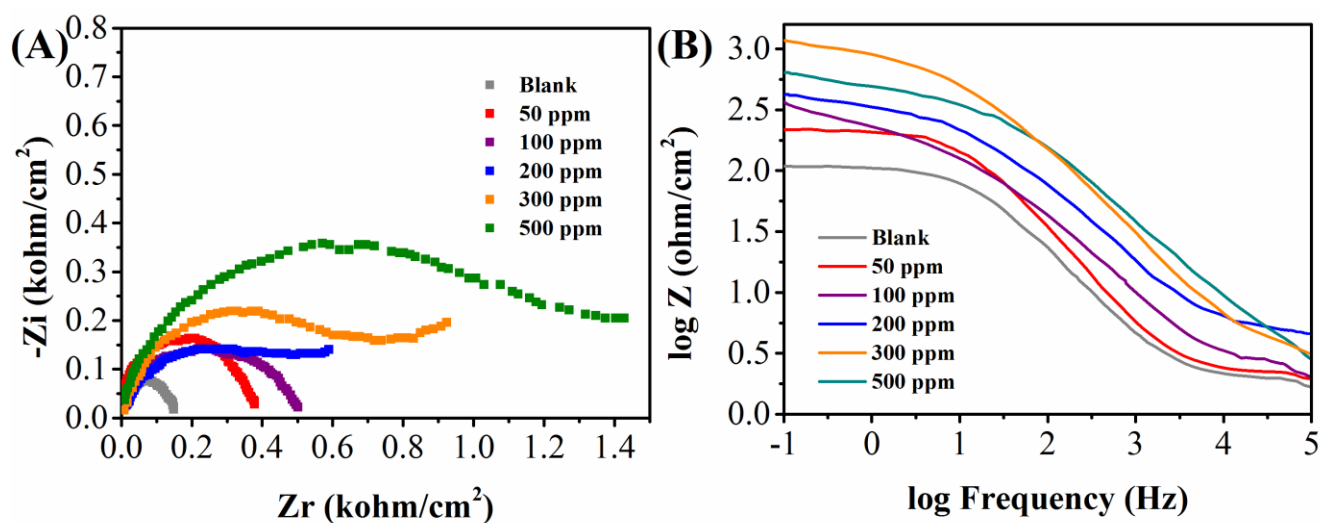 (A)
0.8
0.7
0.6
0.5
0.4
0.3
0.2
0.1
0.0
-Zi (kohm/cm²)
Blank
50 ppm
100 ppm
200 ppm
300 ppm
500 ppm
0.0 0.2 0.4 0.6 0.8 1.0 1.2 1.4
Zr (kohm/cm²)
(B)
3.0
2.5
2.0
1.5
1.0
0.5
0.0
log Z (ohm/cm²)
Blank
50 ppm
100 ppm
200 ppm
300 ppm
500 ppm
-1 0 1 2 3 4 5
log Frequency (Hz)